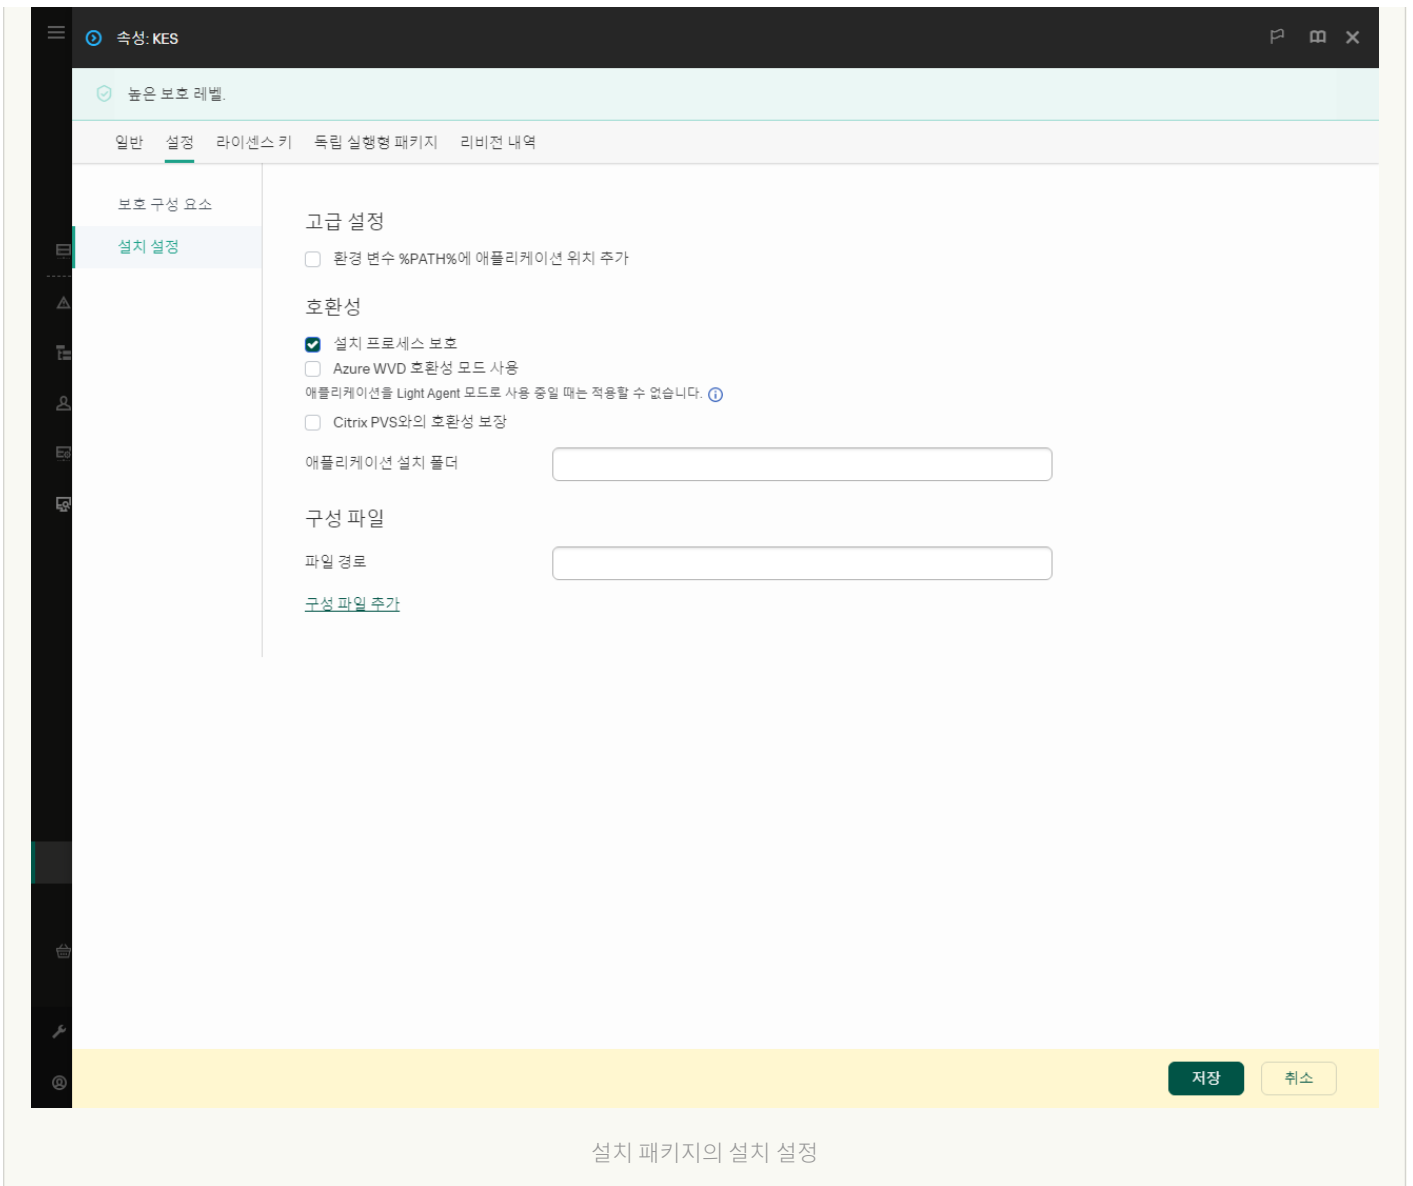 속성: KES
높은 보호 레벨.
일반 설정 라이센스 키 독립 실행형 패키지 리비전 내역
보호 구성 요소
설치 설정
고급 설정
환경 변수 %PATH%에 애플리케이션 위치 추가
호환성
설치 프로세스 보호
Azure WVD 호환성 모드 사용
애플리케이션을 Light Agent 모드로 사용 중일 때는 적용할 수 없습니다.
Citrix PVS와의 호환성 보장
애플리케이션 설치 폴더
구성 파일
파일 경로
구성 파일 추가
저장 취소
설치 패키지의 설치 설정